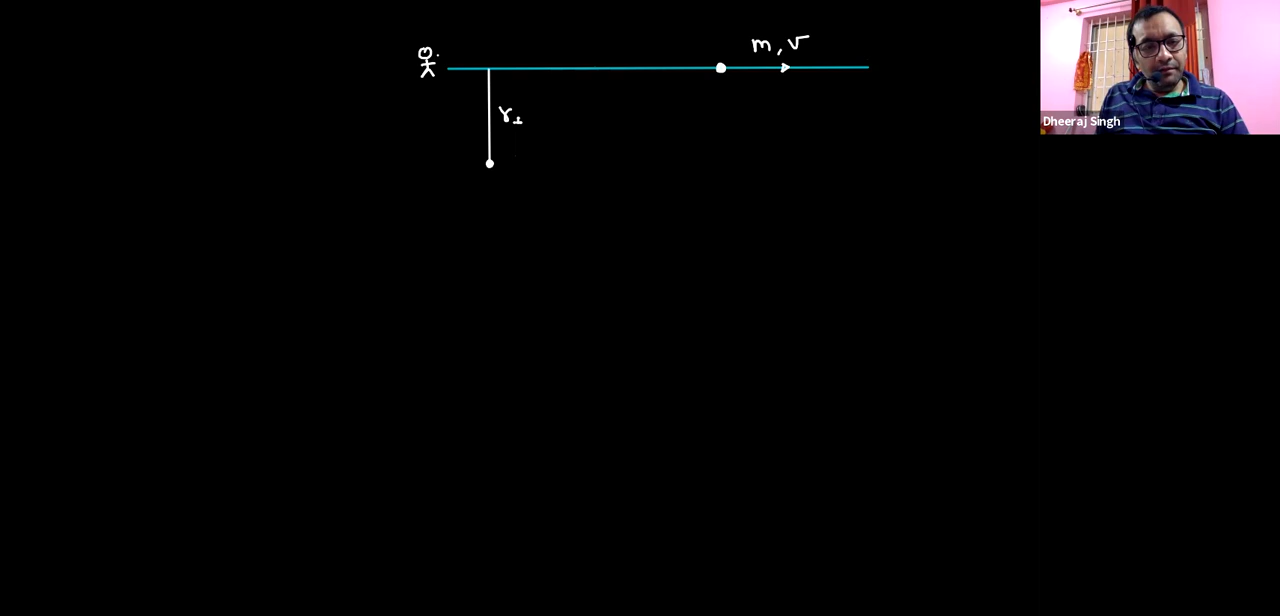 m, v
r⊥
Dheeraj Singh